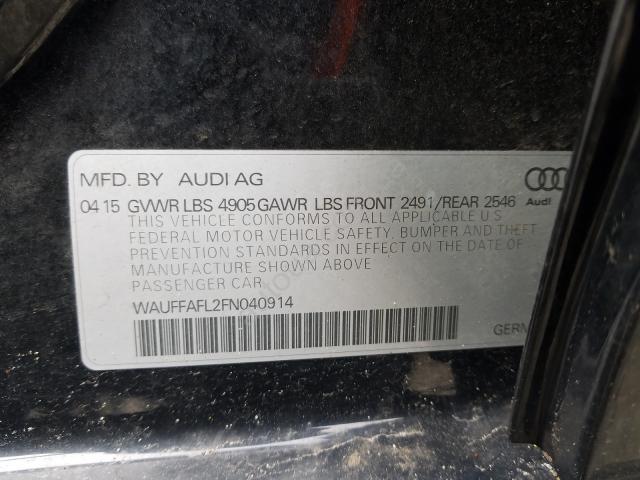 MFD. BY AUDI AG
04 15 GVWR LBS 4905 GAWR LBS FRONT 2491/REAR 2546 Audi
THIS VEHICLE CONFORMS TO ALL APPLICABLE U S
FEDERAL MOTOR VEHICLE SAFETY, BUMPER AND THEFT
PREVENTION STANDARDS IN EFFECT ON THE DATE OF
MANUFACTURE SHOWN ABOVE
PASSENGER CAR
WAUFFAFL2FN040914
GERM